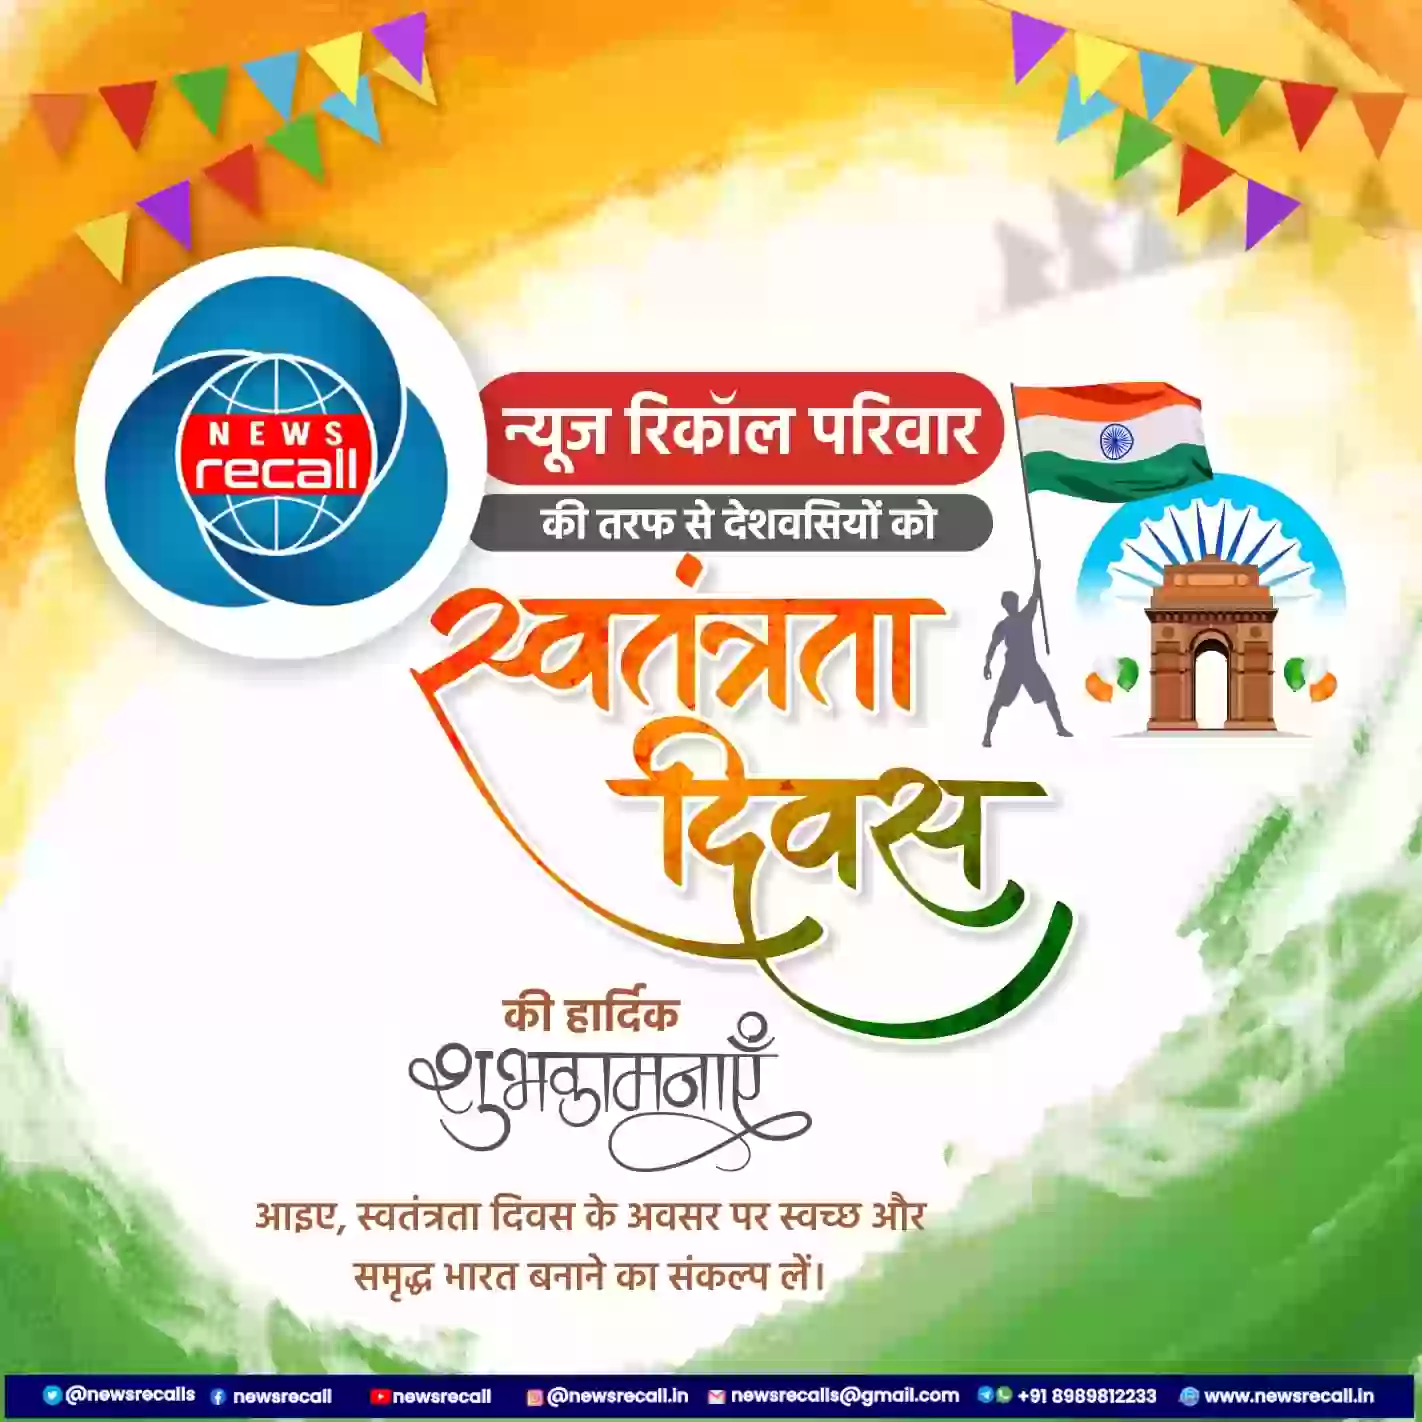 NEWS
recall
न्यूज रिकॉल परिवार
की तरफ से देशवसियों को
स्वतंत्रता
दिवस
की हार्दिक
शुभकामनाएँ
आइए, स्वतंत्रता दिवस के अवसर पर स्वच्छ और
समृद्ध भारत बनाने का संकल्प लें।
@newsrecalls newsrecall newsrecall @newsrecall.in newsrecalls@gmail.com +91 8989812233 www.newsrecall.in